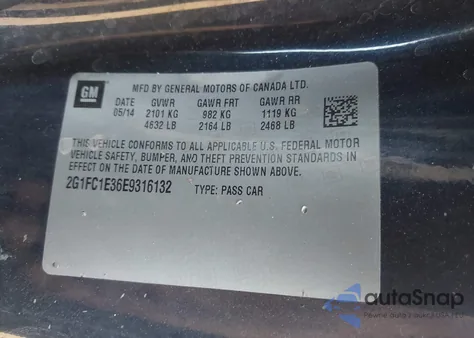 GM
MFD BY GENERAL MOTORS OF CANADA LTD.
DATE GVWR GAWR FRT GAWR RR
05/14 2101 KG 982 KG 1119 KG
4632 LB 2164 LB 2468 LB
THIS VEHICLE CONFORMS TO ALL APPLICABLE U.S. FEDERAL MOTOR
VEHICLE SAFETY, BUMPER, AND THEFT PREVENTION STANDARDS IN
EFFECT ON THE DATE OF MANUFACTURE SHOWN ABOVE.
2G1FC1E36E9316132 TYPE: PASS CAR
autoSnap